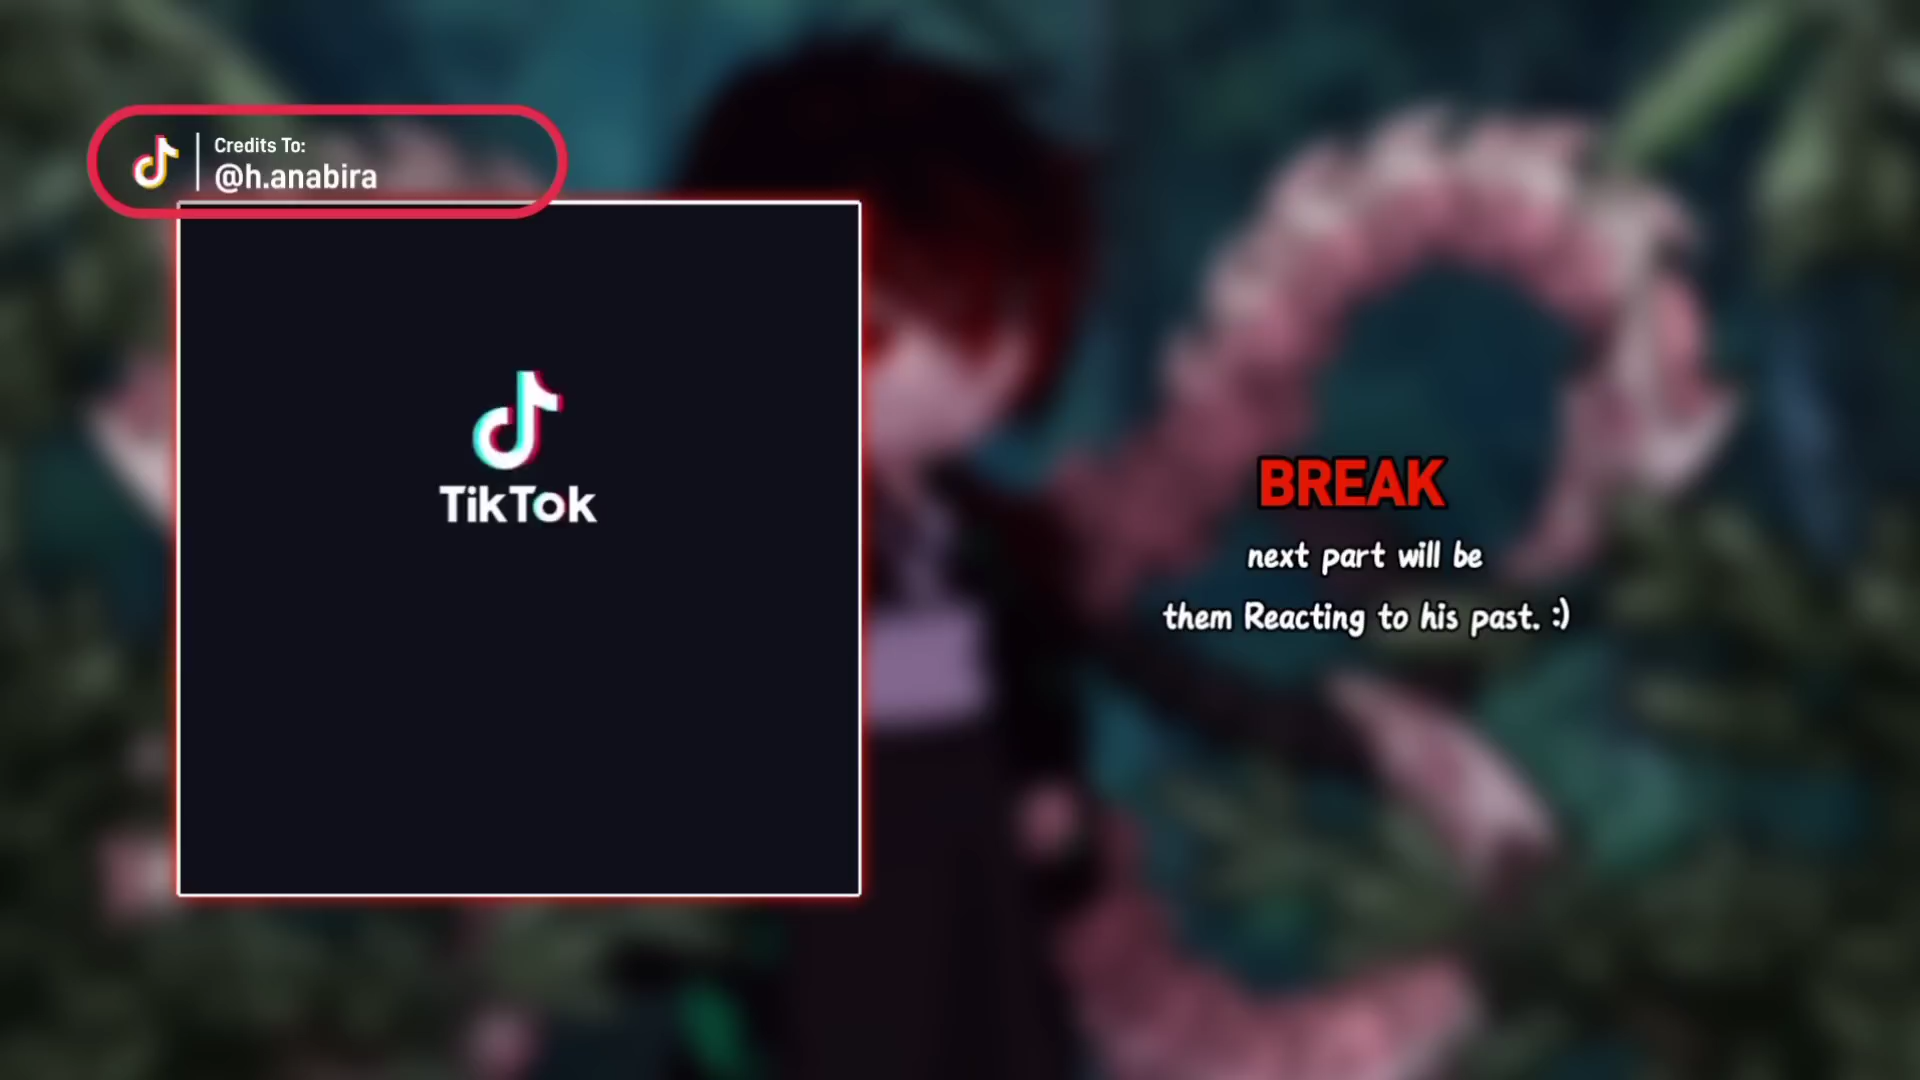 Credits To:
@h.anabira
TikTok
BREAK
next part will be
them Reacting to his past. :)